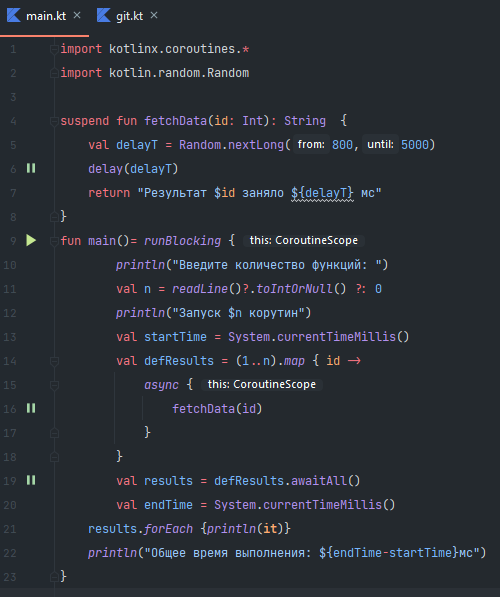 main.kt × git.kt ×
1 import kotlinx.coroutines.*
2 import kotlin.random.Random
3
4 suspend fun fetchData(id: Int): String {
5 val delayT = Random.nextLong( from: 800, until: 5000)
6 delay(delayT)
7 return "Результат $id заняло ${delayT} мс"
8 }
9 fun main()= runBlocking { this: CoroutineScope
10 println("Введите количество функций: ")
11 val n = readLine()?.toIntOrNull() ?: 0
12 println("Запуск $n корутин")
13 val startTime = System.currentTimeMillis()
14 val defResults = (1..n).map { id ->
15 async { this: CoroutineScope
16 fetchData(id)
17 }
18 }
19 val results = defResults.awaitAll()
20 val endTime = System.currentTimeMillis()
21 results.forEach {println(it)}
22 println("Общее время выполнения: ${endTime-startTime}мс")
23 }